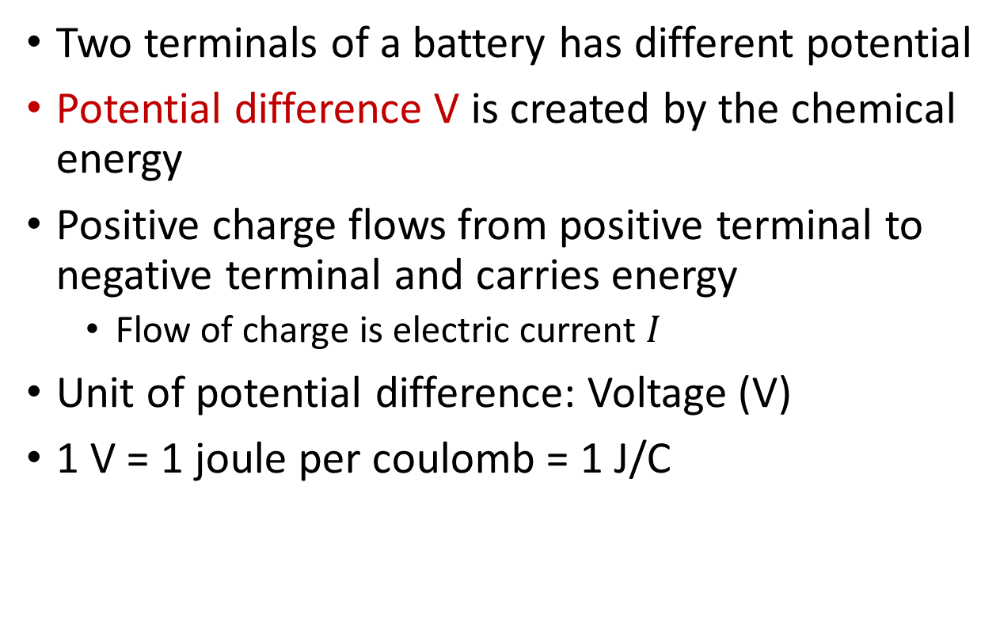 • Two terminals of a battery has different potential
• Potential difference V is created by the chemical
energy
• Positive charge flows from positive terminal to
negative terminal and carries energy
• Flow of charge is electric current I
• Unit of potential difference: Voltage (V)
• 1 V = 1 joule per coulomb = 1 J/C